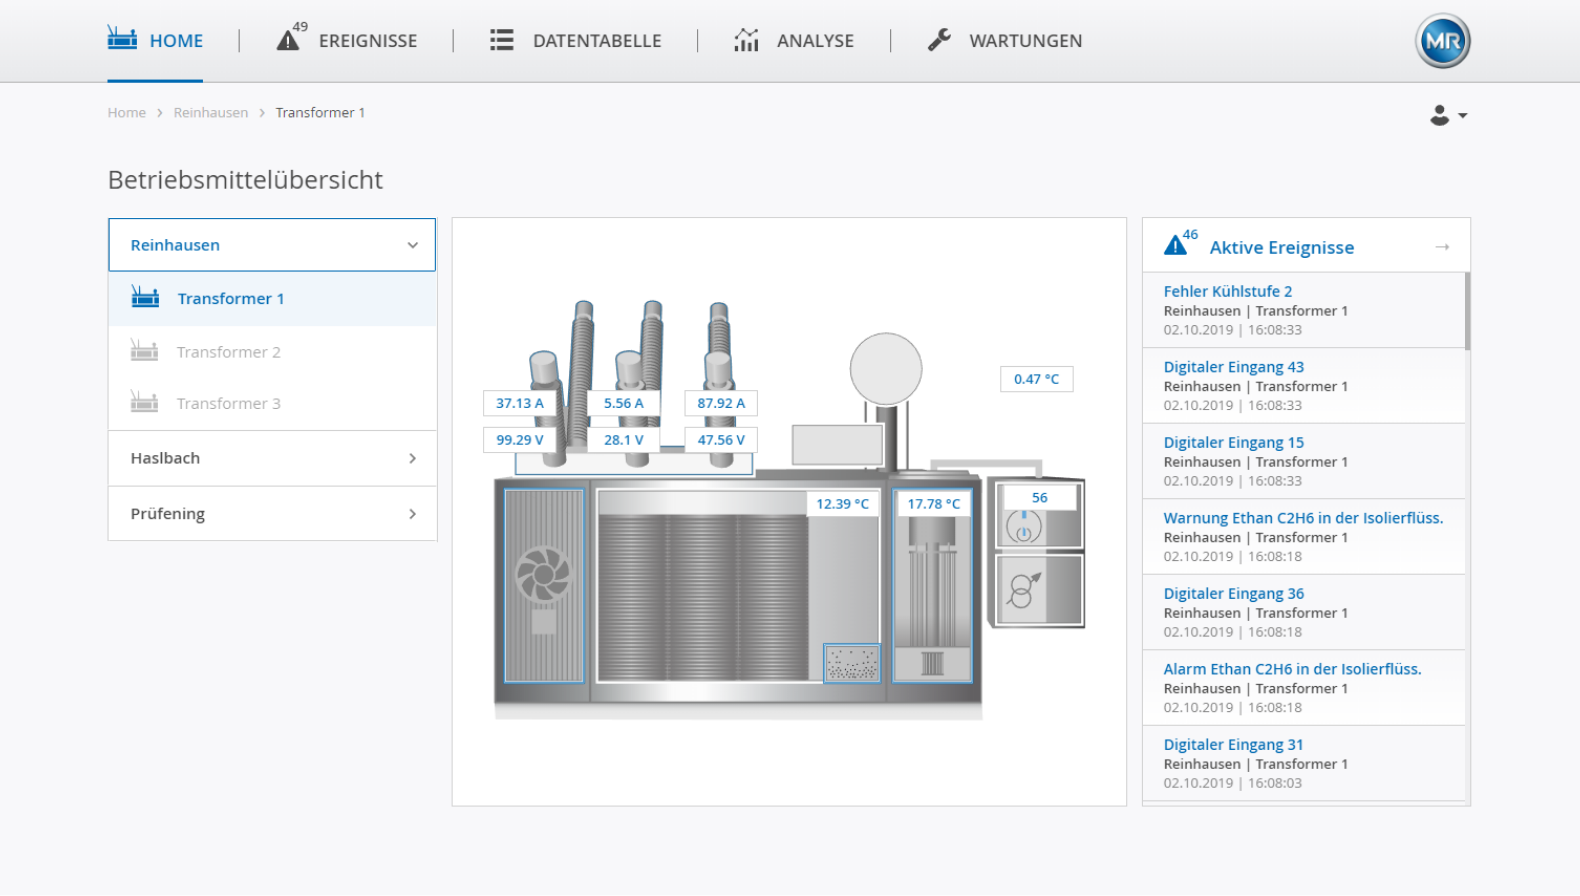 HOME
49
EREIGNISSE
DATENTABELLE
ANALYSE
WARTUNGEN
MR
Home > Reinhausen > Transformer 1
Betriebsmittelübersicht
Reinhausen
Transformer 1
Transformer 2
Transformer 3
Haslbach
Prüfening
0.47 °C
37.13 A
5.56 A
87.92 A
99.29 V
28.1 V
47.56 V
12.39 °C
17.78 °C
56
46
Aktive Ereignisse →
Fehler Kühlstufe 2
Reinhausen | Transformer 1
02.10.2019 | 16:08:33
Digitaler Eingang 43
Reinhausen | Transformer 1
02.10.2019 | 16:08:33
Digitaler Eingang 15
Reinhausen | Transformer 1
02.10.2019 | 16:08:33
Warnung Ethan C2H6 in der Isolierflüss.
Reinhausen | Transformer 1
02.10.2019 | 16:08:18
Digitaler Eingang 36
Reinhausen | Transformer 1
02.10.2019 | 16:08:18
Alarm Ethan C2H6 in der Isolierflüss.
Reinhausen | Transformer 1
02.10.2019 | 16:08:18
Digitaler Eingang 31
Reinhausen | Transformer 1
02.10.2019 | 16:08:03